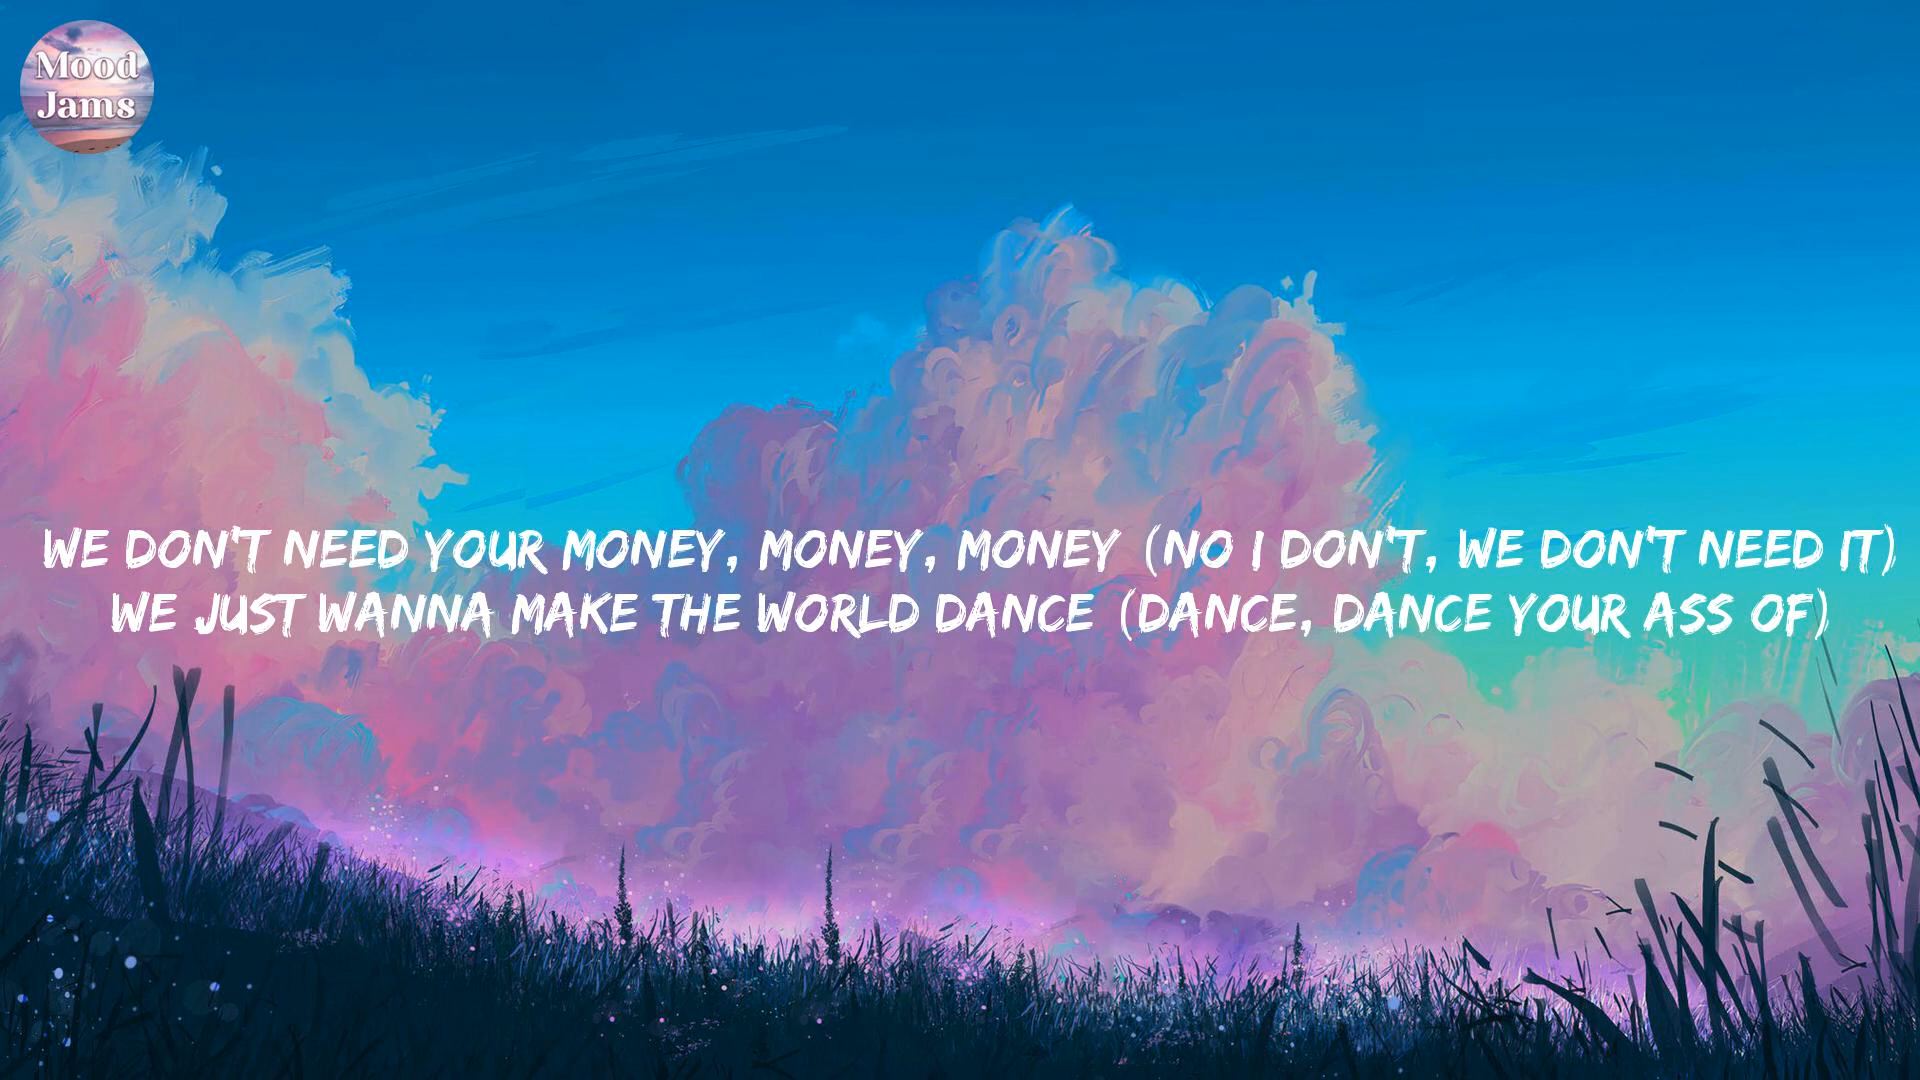 Mood
Jams
WE DON'T NEED YOUR MONEY, MONEY, MONEY (NO I DON'T, WE DON'T NEED IT)
WE JUST WANNA MAKE THE WORLD DANCE (DANCE, DANCE YOUR ASS OF)